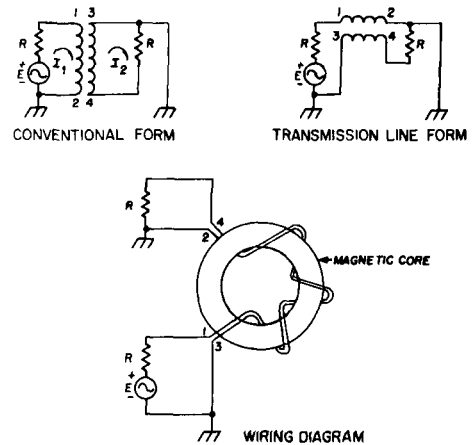 1 3
R I₁ I₂ R
+
E
-
2 4
CONVENTIONAL FORM
1 2
R 3 4 R
+
E
-
TRANSMISSION LINE FORM
R
4
2
MAGNETIC CORE
1
3
R
+
E
-
WIRING DIAGRAM